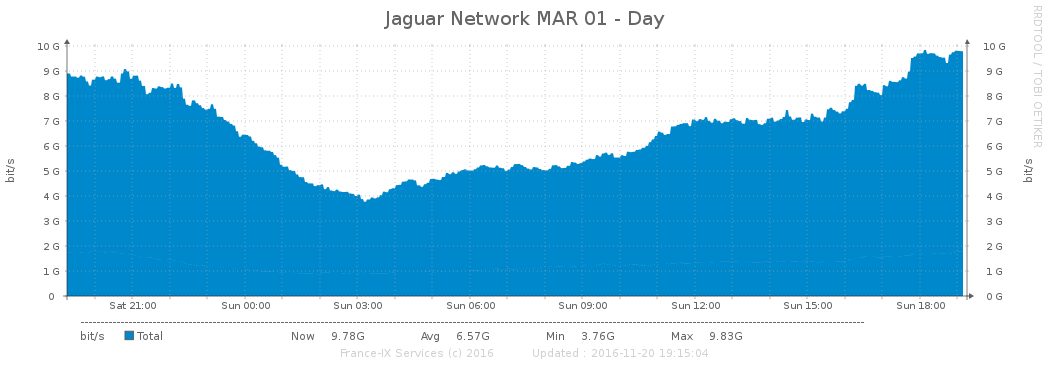 Jaguar Network MAR 01 - Day
RRDTOOL / TOBI OETIKER
bit/s
10 G 10 G
9 G 9 G
8 G 8 G
7 G 7 G
6 G 6 G
5 G 5 G
4 G 4 G
3 G 3 G
2 G 2 G
1 G 1 G
0 0 G
bit/s
Sat 21:00 Sun 00:00 Sun 03:00 Sun 06:00 Sun 09:00 Sun 12:00 Sun 15:00 Sun 18:00
bit/s Total Now 9.78G Avg 6.57G Min 3.76G Max 9.83G
France-IX Services (c) 2016 Updated : 2016-11-20 19:15:04